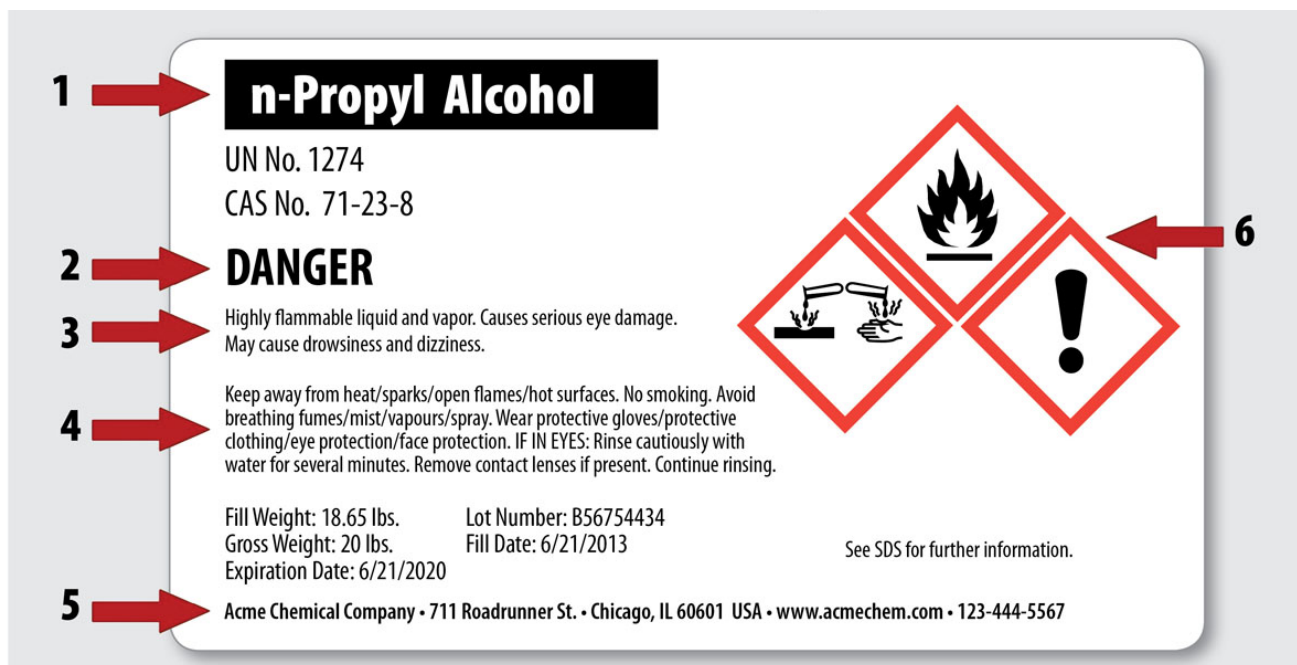 1
n-Propyl Alcohol
UN No. 1274
CAS No. 71-23-8
2
DANGER
6
3
Highly flammable liquid and vapor. Causes serious eye damage.
May cause drowsiness and dizziness.
4
Keep away from heat/sparks/open flames/hot surfaces. No smoking. Avoid
breathing fumes/mist/vapours/spray. Wear protective gloves/protective
clothing/eye protection/face protection. IF IN EYES: Rinse cautiously with
water for several minutes. Remove contact lenses if present. Continue rinsing.
Fill Weight: 18.65 lbs. Lot Number: B56754434
Gross Weight: 20 lbs. Fill Date: 6/21/2013
Expiration Date: 6/21/2020
See SDS for further information.
5
Acme Chemical Company • 711 Roadrunner St. • Chicago, IL 60601 USA • www.acmechem.com • 123-444-5567